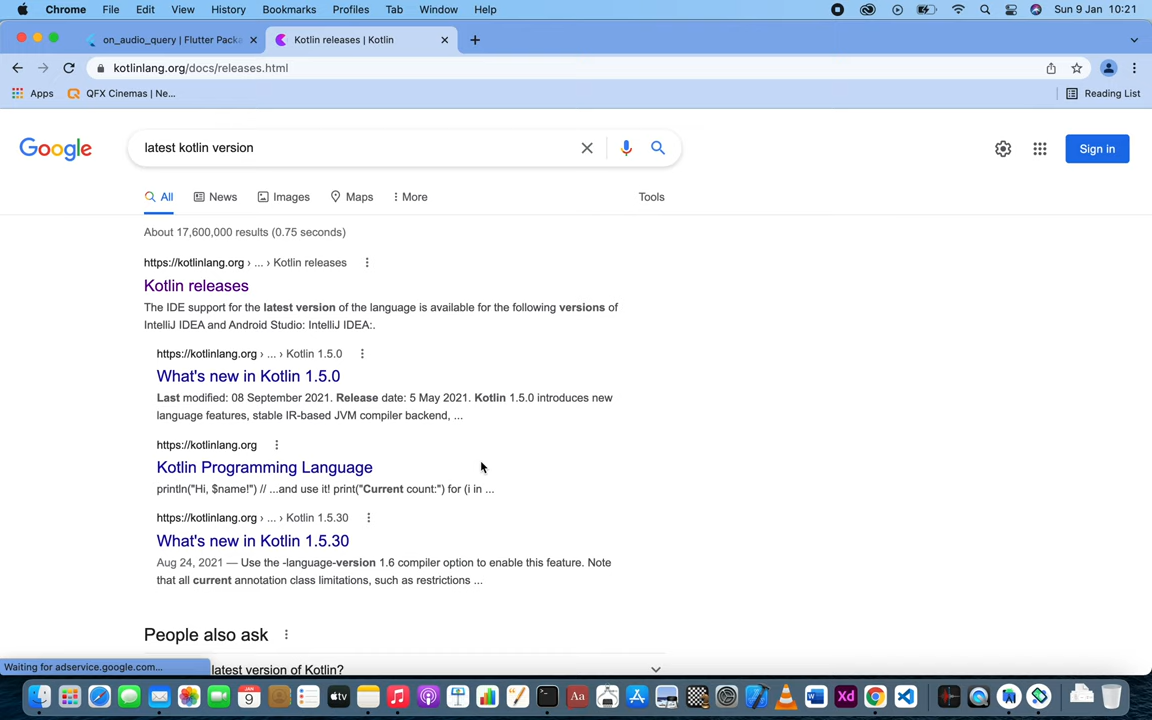 Chrome File Edit View History Bookmarks Profiles Tab Window Help Sun 9 Jan 10:21
on_audio_query | Flutter Packa Kotlin releases | Kotlin
kotlinlang.org/docs/releases.html
Apps QFX Cinemas | Ne... Reading List
Google latest kotlin version Sign in
All News Images Maps More Tools
About 17,600,000 results (0.75 seconds)
https://kotlinlang.org › ... › Kotlin releases
Kotlin releases
The IDE support for the latest version of the language is available for the following versions of
IntelliJ IDEA and Android Studio: IntelliJ IDEA:.
https://kotlinlang.org › ... › Kotlin 1.5.0
What's new in Kotlin 1.5.0
Last modified: 08 September 2021. Release date: 5 May 2021. Kotlin 1.5.0 introduces new
language features, stable IR-based JVM compiler backend, ...
https://kotlinlang.org
Kotlin Programming Language
println("Hi, $name!") // ...and use it! print("Current count:") for (i in ...
https://kotlinlang.org › ... › Kotlin 1.5.30
What's new in Kotlin 1.5.30
Aug 24, 2021 — Use the -language-version 1.6 compiler option to enable this feature. Note
that all current annotation class limitations, such as restrictions ...
People also ask
Waiting for adservice.google.com... latest version of Kotlin?
JAN
9
tv
Aa
W
Xd